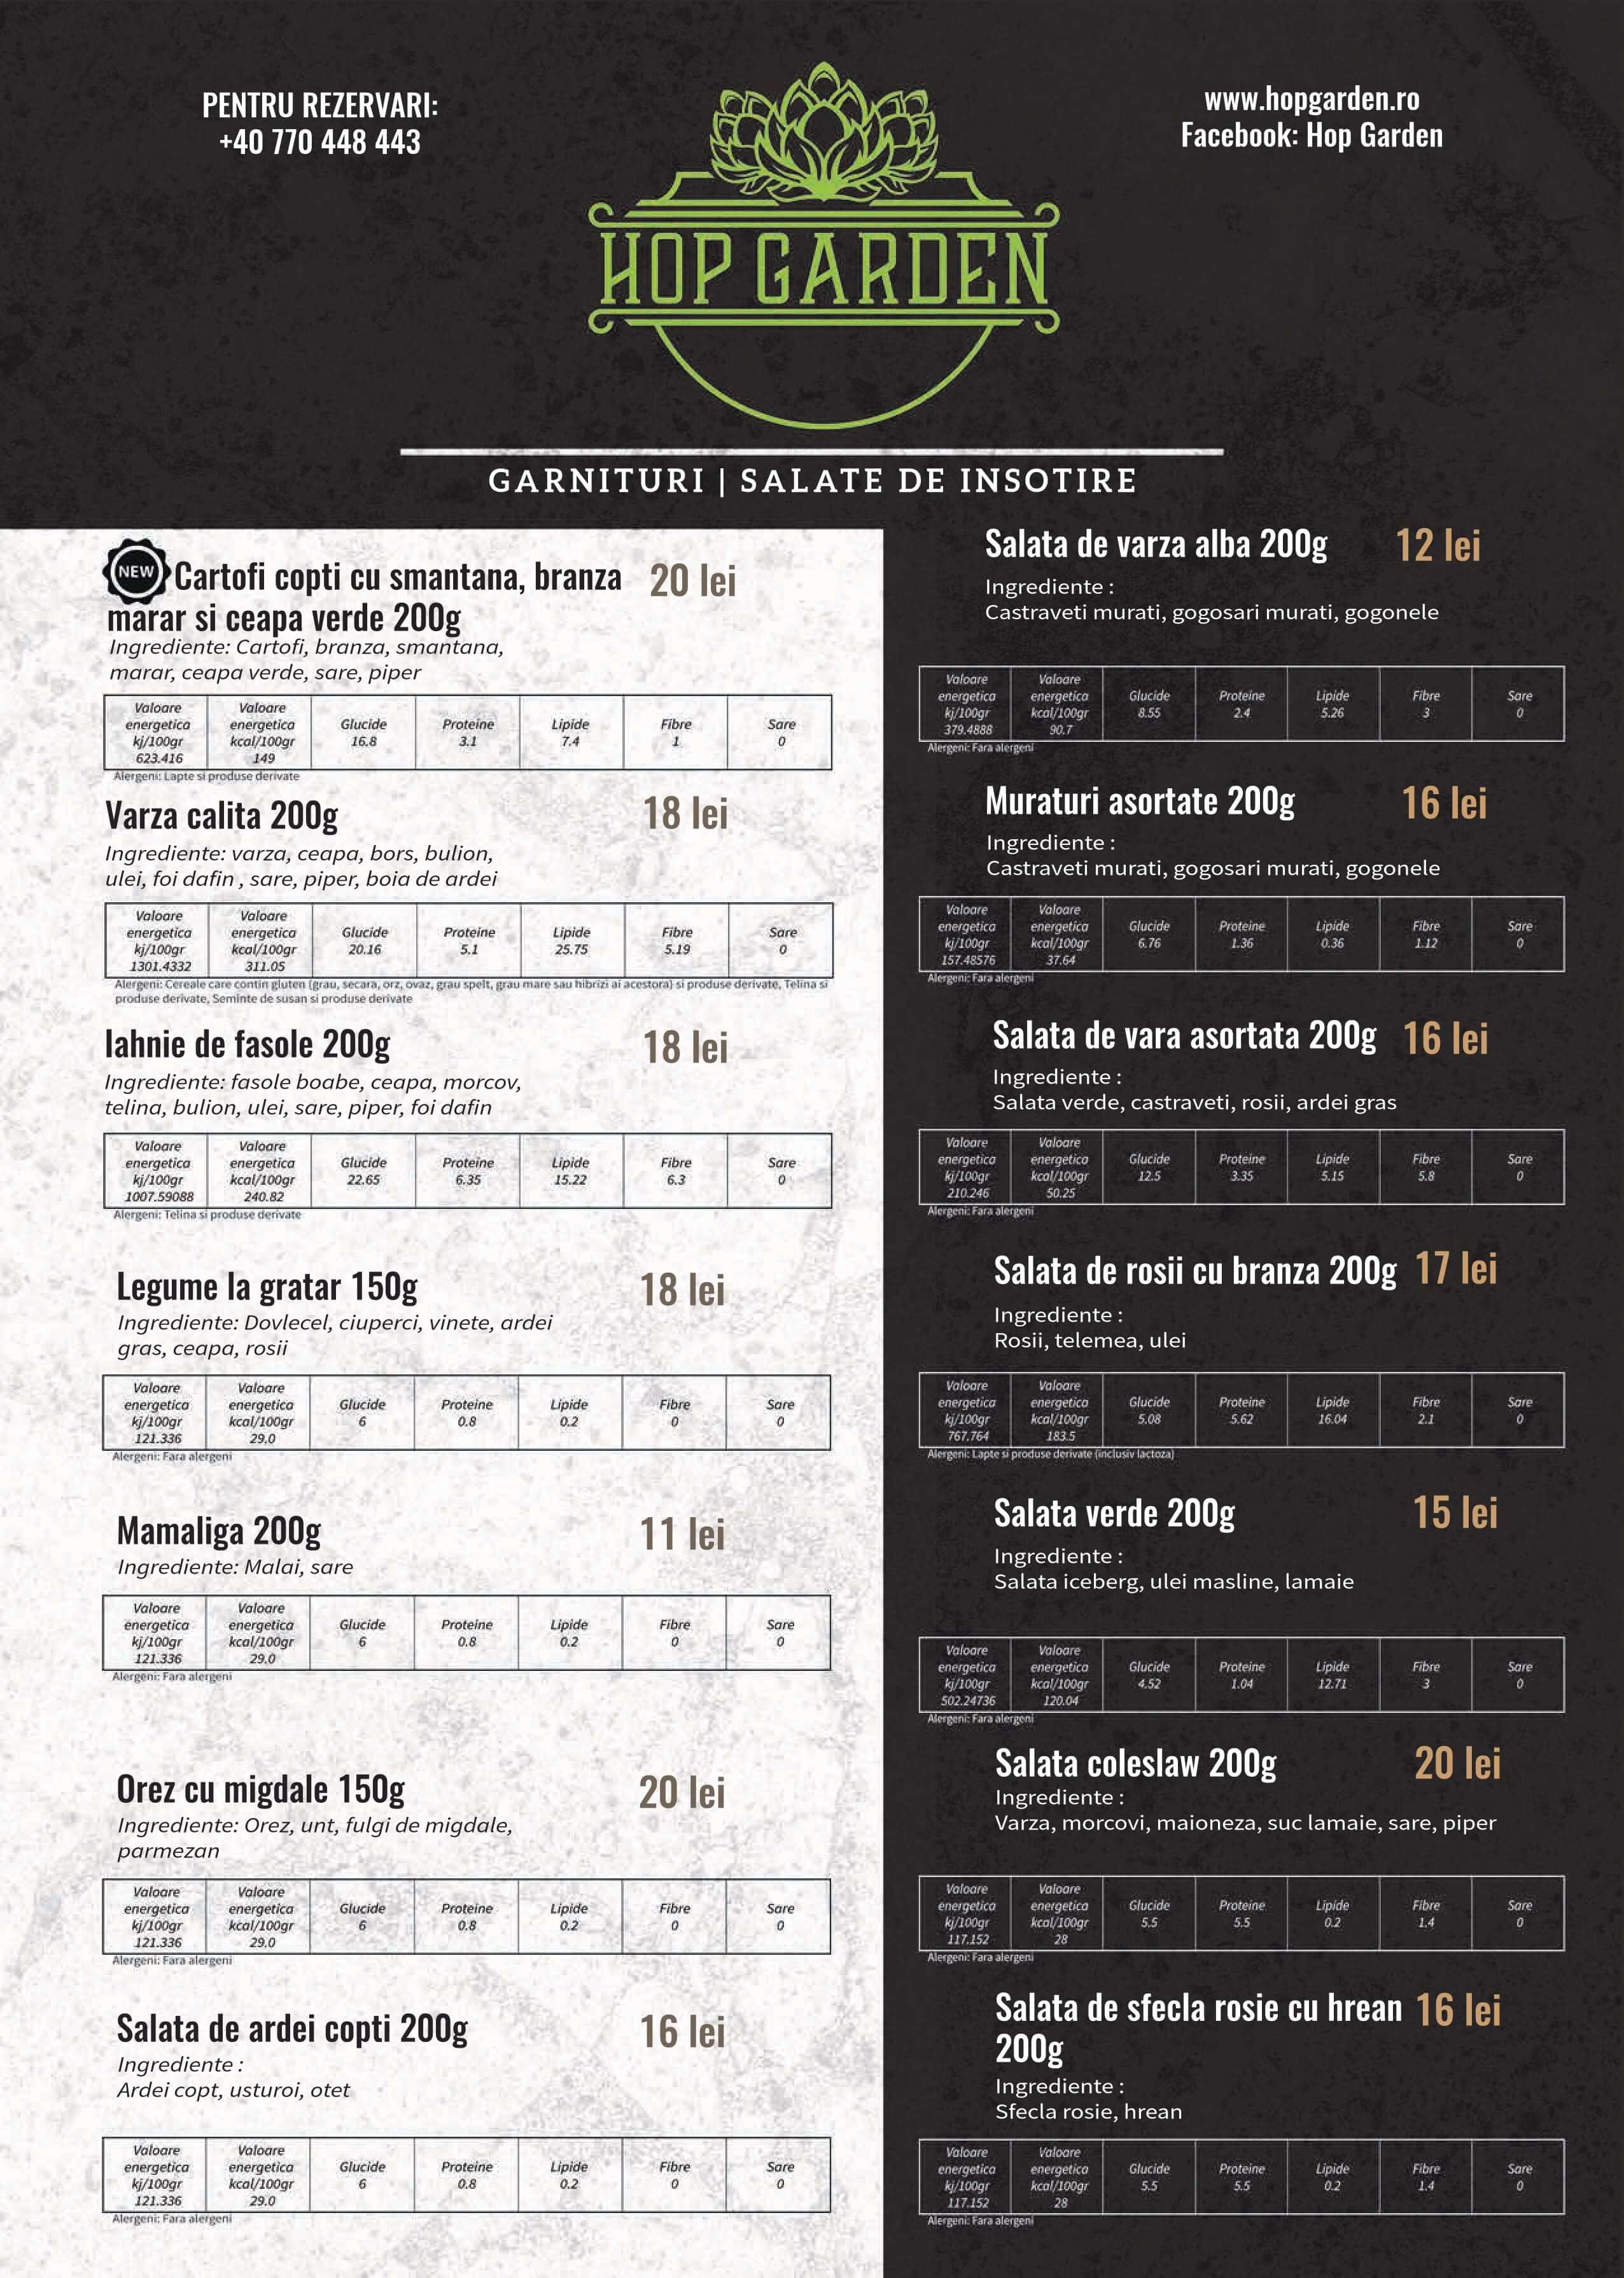 PENTRU REZERVARI:
+40 770 448 443
www.hopgarden.ro
Facebook: Hop Garden
HOP GARDEN
GARNITURI | SALATE DE INSOTIRE
NEW
Cartofi copti cu smantana, branza 20 lei
marar si ceapa verde 200g
Ingrediente: Cartofi, branza, smantana,
marar, ceapa verde, sare, piper
Valoare energetica kj/100gr 623.416 Valoare energetica kcal/100gr 149 Glucide 16.8 Proteine 3.1 Lipide 7.4 Fibre 1 Sare 0
Alergeni: Lapte si produse derivate
Varza calita 200g 18 lei
Ingrediente: varza, ceapa, bors, bulion,
ulei, foi dafin , sare, piper, boia de ardei
Valoare energetica kj/100gr 1301.4332 Valoare energetica kcal/100gr 311.05 Glucide 20.16 Proteine 5.1 Lipide 25.75 Fibre 5.19 Sare 0
Alergeni: Cereale care contin gluten (grau, secara, orz, ovaz, grau spelt, grau mare sau hibrizi ai acestora) si produse derivate, Telina si
produse derivate, Seminte de susan si produse derivate
Iahnie de fasole 200g 18 lei
Ingrediente: fasole boabe, ceapa, morcov,
telina, bulion, ulei, sare, piper, foi dafin
Valoare energetica kj/100gr 1007.59088 Valoare energetica kcal/100gr 240.82 Glucide 22.65 Proteine 6.35 Lipide 15.22 Fibre 6.3 Sare 0
Alergeni: Telina si produse derivate
Legume la gratar 150g 18 lei
Ingrediente: Dovlecel, ciuperci, vinete, ardei
gras, ceapa, rosii
Valoare energetica kj/100gr 121.336 Valoare energetica kcal/100gr 29.0 Glucide 6 Proteine 0.8 Lipide 0.2 Fibre 0 Sare 0
Alergeni: Fara alergeni
Mamaliga 200g 11 lei
Ingrediente: Malai, sare
Valoare energetica kj/100gr 121.336 Valoare energetica kcal/100gr 29.0 Glucide 6 Proteine 0.8 Lipide 0.2 Fibre 0 Sare 0
Alergeni: Fara alergeni
Orez cu migdale 150g 20 lei
Ingrediente: Orez, unt, fulgi de migdale,
parmezan
Valoare energetica kj/100gr 121.336 Valoare energetica kcal/100gr 29.0 Glucide 6 Proteine 0.8 Lipide 0.2 Fibre 0 Sare 0
Alergeni: Fara alergeni
Salata de ardei copti 200g 16 lei
Ingrediente :
Ardei copt, usturoi, otet
Valoare energetica kj/100gr 121.336 Valoare energetica kcal/100gr 29.0 Glucide 6 Proteine 0.8 Lipide 0.2 Fibre 0 Sare 0
Alergeni: Fara alergeni
Salata de varza alba 200g 12 lei
Ingrediente :
Castraveti murati, gogosari murati, gogonele
Valoare energetica kj/100gr 379.4888 Valoare energetica kcal/100gr 90.7 Glucide 8.55 Proteine 2.4 Lipide 5.26 Fibre 3 Sare 0
Alergeni: Fara alergeni
Muraturi asortate 200g 16 lei
Ingrediente :
Castraveti murati, gogosari murati, gogonele
Valoare energetica kj/100gr 157.48576 Valoare energetica kcal/100gr 37.64 Glucide 6.76 Proteine 1.36 Lipide 0.36 Fibre 1.12 Sare 0
Alergeni: Fara alergeni
Salata de vara asortata 200g 16 lei
Ingrediente :
Salata verde, castraveti, rosii, ardei gras
Valoare energetica kj/100gr 210.246 Valoare energetica kcal/100gr 50.25 Glucide 12.5 Proteine 3.35 Lipide 5.15 Fibre 5.8 Sare 0
Alergeni: Fara alergeni
Salata de rosii cu branza 200g 17 lei
Ingrediente :
Rosii, telemea, ulei
Valoare energetica kj/100gr 767.764 Valoare energetica kcal/100gr 183.5 Glucide 5.08 Proteine 5.62 Lipide 16.04 Fibre 2.1 Sare 0
Alergeni: Lapte si produse derivate (inclusiv lactoza)
Salata verde 200g 15 lei
Ingrediente :
Salata iceberg, ulei masline, lamaie
Valoare energetica kj/100gr 502.24736 Valoare energetica kcal/100gr 120.04 Glucide 4.52 Proteine 1.04 Lipide 12.71 Fibre 3 Sare 0
Alergeni: Fara alergeni
Salata coleslaw 200g 20 lei
Ingrediente :
Varza, morcovi, maioneza, suc lamaie, sare, piper
Valoare energetica kj/100gr 117.152 Valoare energetica kcal/100gr 28 Glucide 5.5 Proteine 5.5 Lipide 0.2 Fibre 1.4 Sare 0
Alergeni: Fara alergeni
Salata de sfecla rosie cu hrean 16 lei
200g
Ingrediente :
Sfecla rosie, hrean
Valoare energetica kj/100gr 117.152 Valoare energetica kcal/100gr 28 Glucide 5.5 Proteine 5.5 Lipide 0.2 Fibre 1.4 Sare 0
Alergeni: Fara alergeni